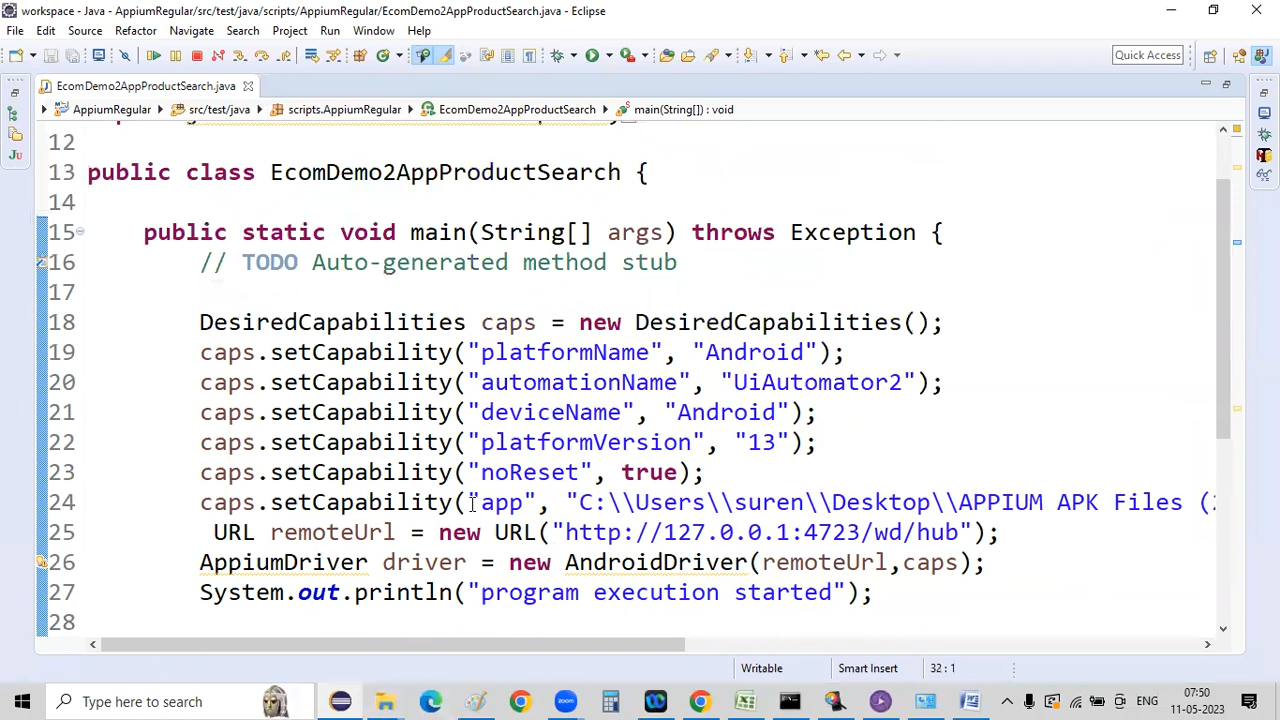 workspace - Java - AppiumRegular/src/test/java/scripts/AppiumRegular/EcomDemo2AppProductSearch.java - Eclipse
File Edit Source Refactor Navigate Search Project Run Window Help
Quick Access
EcomDemo2AppProductSearch.java
AppiumRegular src/test/java scripts.AppiumRegular EcomDemo2AppProductSearch main(String[]) : void
12
13 public class EcomDemo2AppProductSearch {
14
15 public static void main(String[] args) throws Exception {
16 // TODO Auto-generated method stub
17
18 DesiredCapabilities caps = new DesiredCapabilities();
19 caps.setCapability("platformName", "Android");
20 caps.setCapability("automationName", "UiAutomator2");
21 caps.setCapability("deviceName", "Android");
22 caps.setCapability("platformVersion", "13");
23 caps.setCapability("noReset", true);
24 caps.setCapability("app", "C:\\Users\\suren\\Desktop\\APPIUM APK Files (
25 URL remoteUrl = new URL("http://127.0.0.1:4723/wd/hub");
26 AppiumDriver driver = new AndroidDriver(remoteUrl,caps);
27 System.out.println("program execution started");
28
Writable Smart Insert 32 : 1
Type here to search
ENG
07:50
11-05-2023